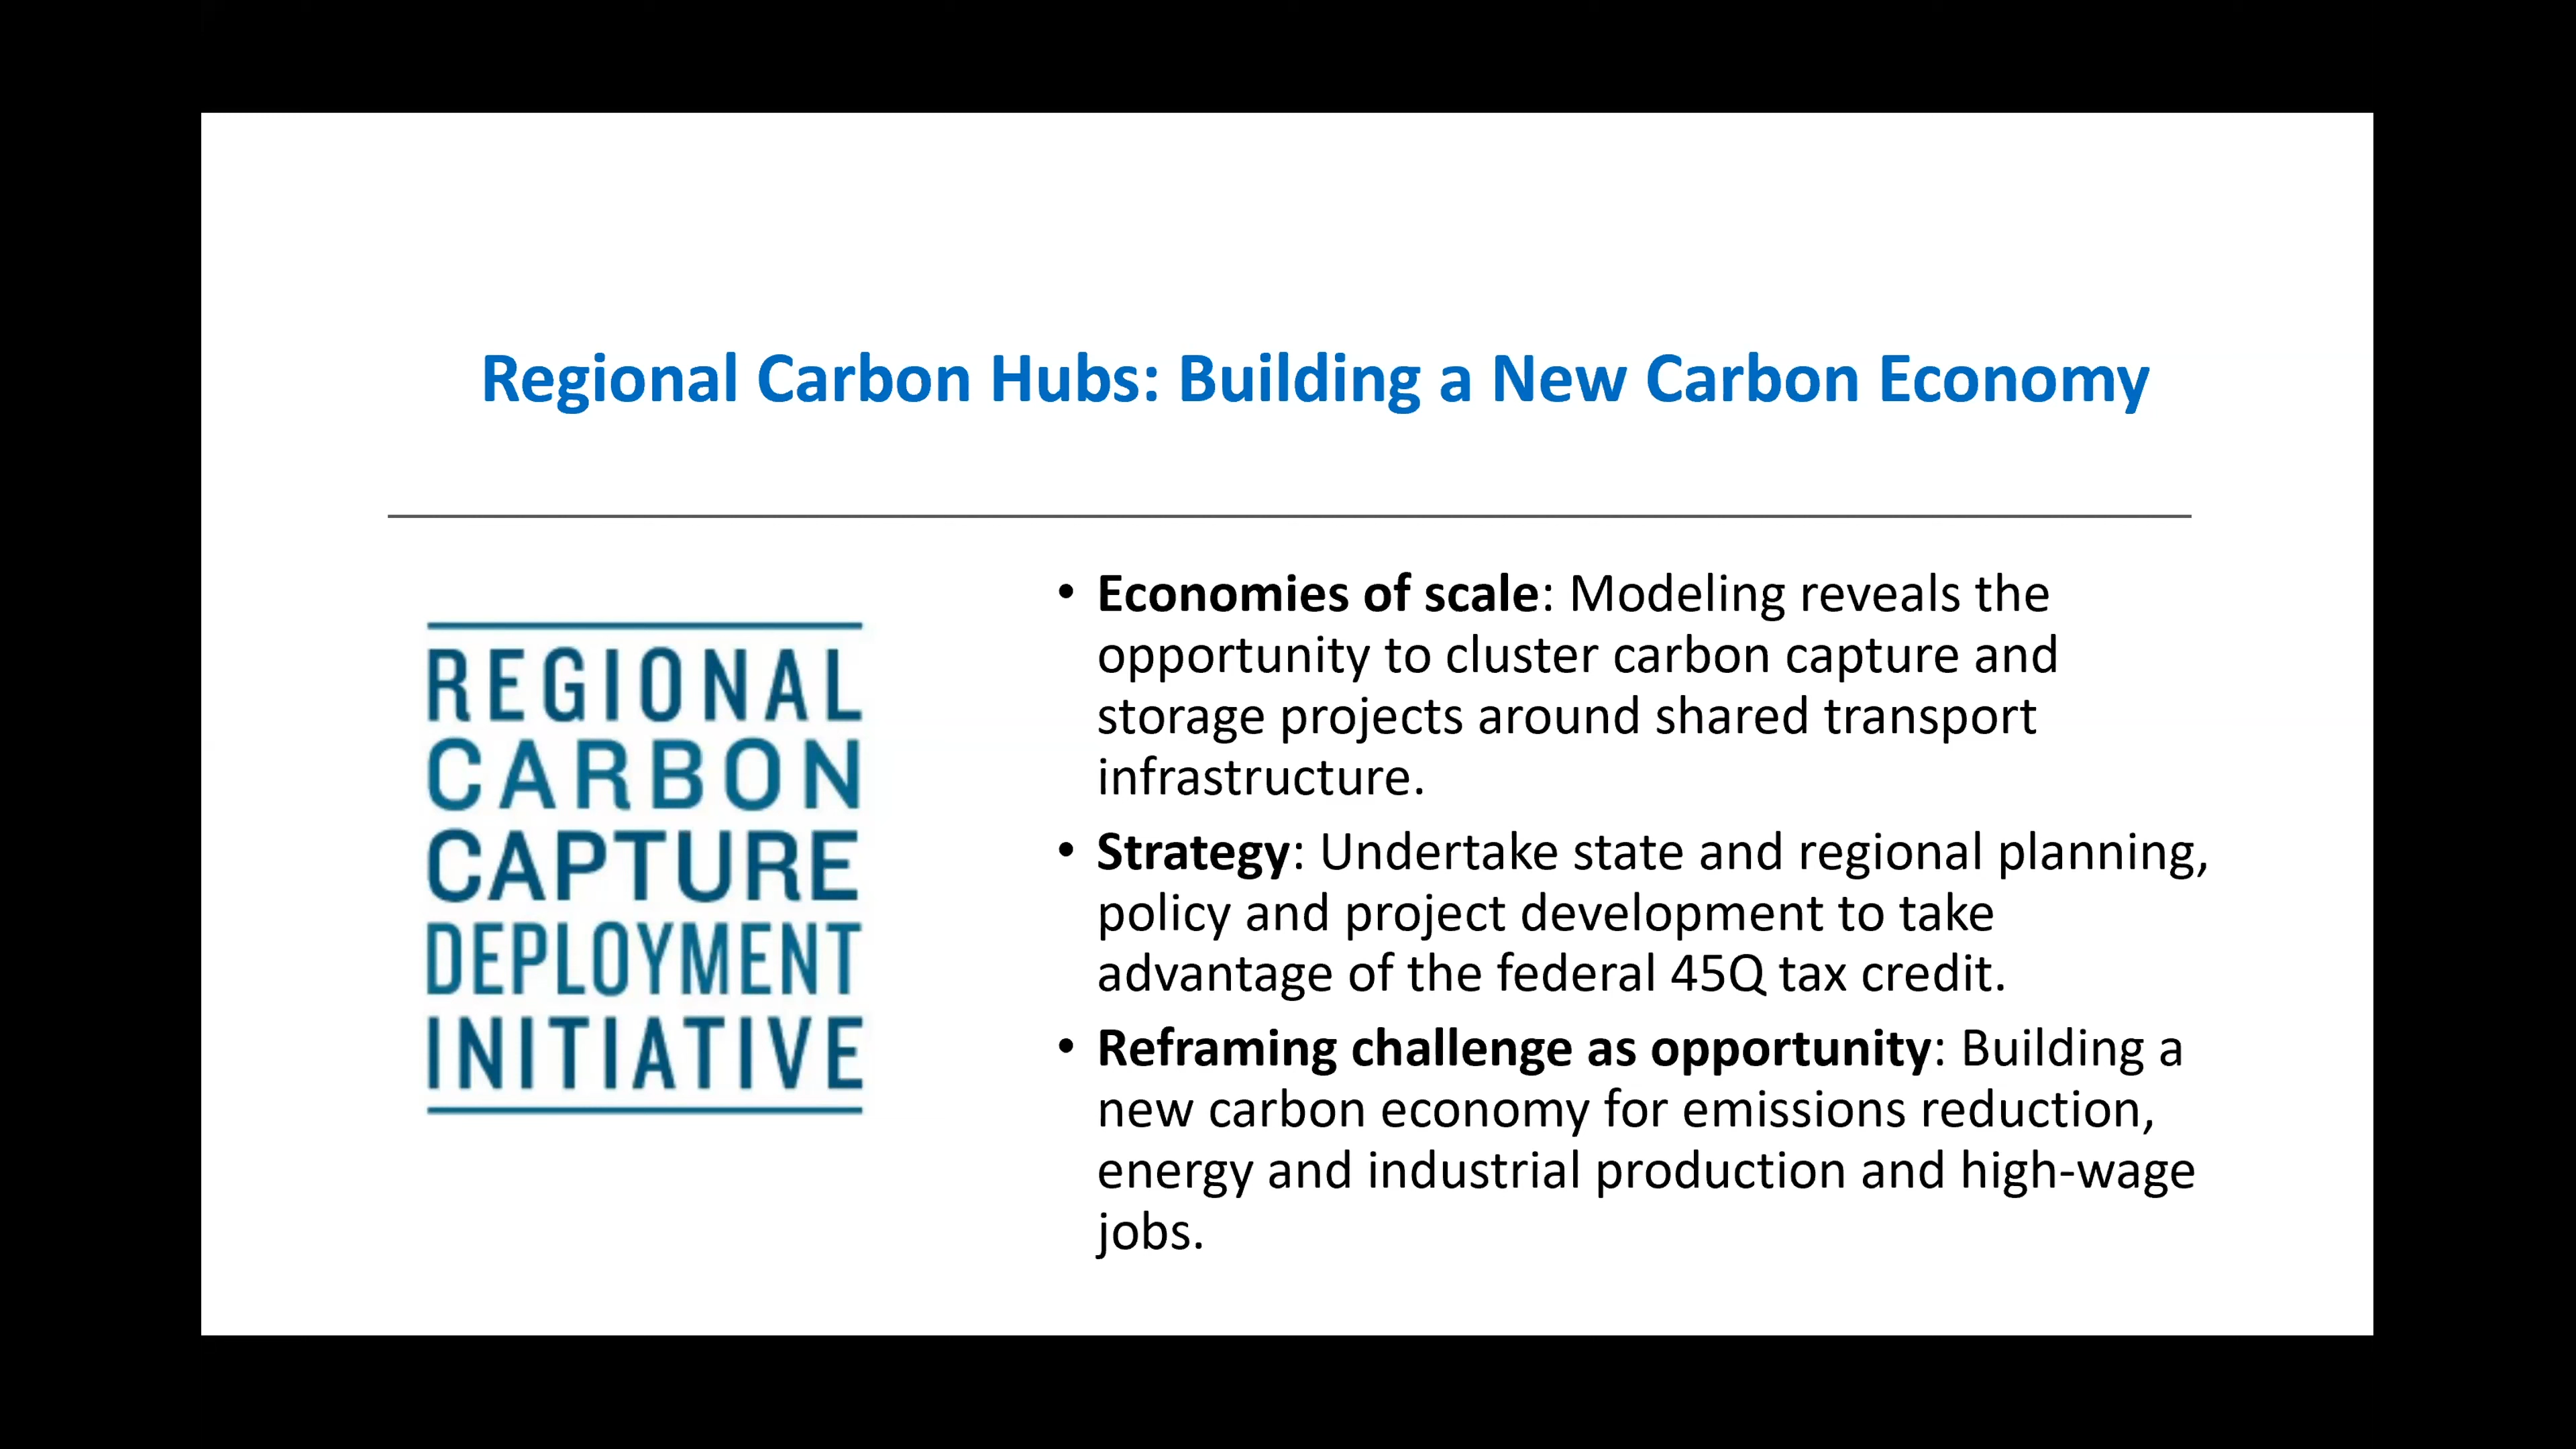 Regional Carbon Hubs: Building a New Carbon Economy
REGIONAL
CARBON
CAPTURE
DEPLOYMENT
INITIATIVE
• Economies of scale: Modeling reveals the
opportunity to cluster carbon capture and
storage projects around shared transport
infrastructure.
• Strategy: Undertake state and regional planning,
policy and project development to take
advantage of the federal 45Q tax credit.
• Reframing challenge as opportunity: Building a
new carbon economy for emissions reduction,
energy and industrial production and high-wage
jobs.